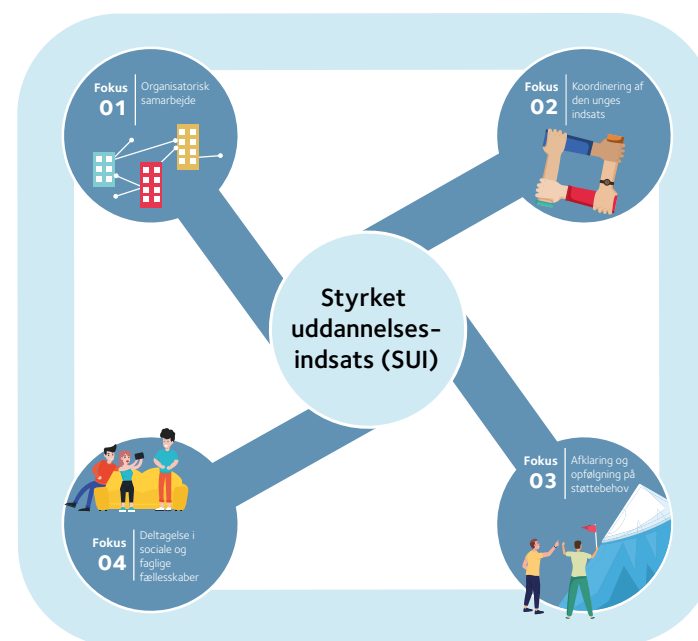 Fokus
01
Organisatorisk
samarbejde
Fokus
02
Koordinering af
den unges
indsats
Styrket
uddannelses-
indsats (SUI)
Fokus
03
Afklaring og
opfølgning på
støttebehov
Fokus
04
Deltagelse i
sociale og
faglige
fællesskaber